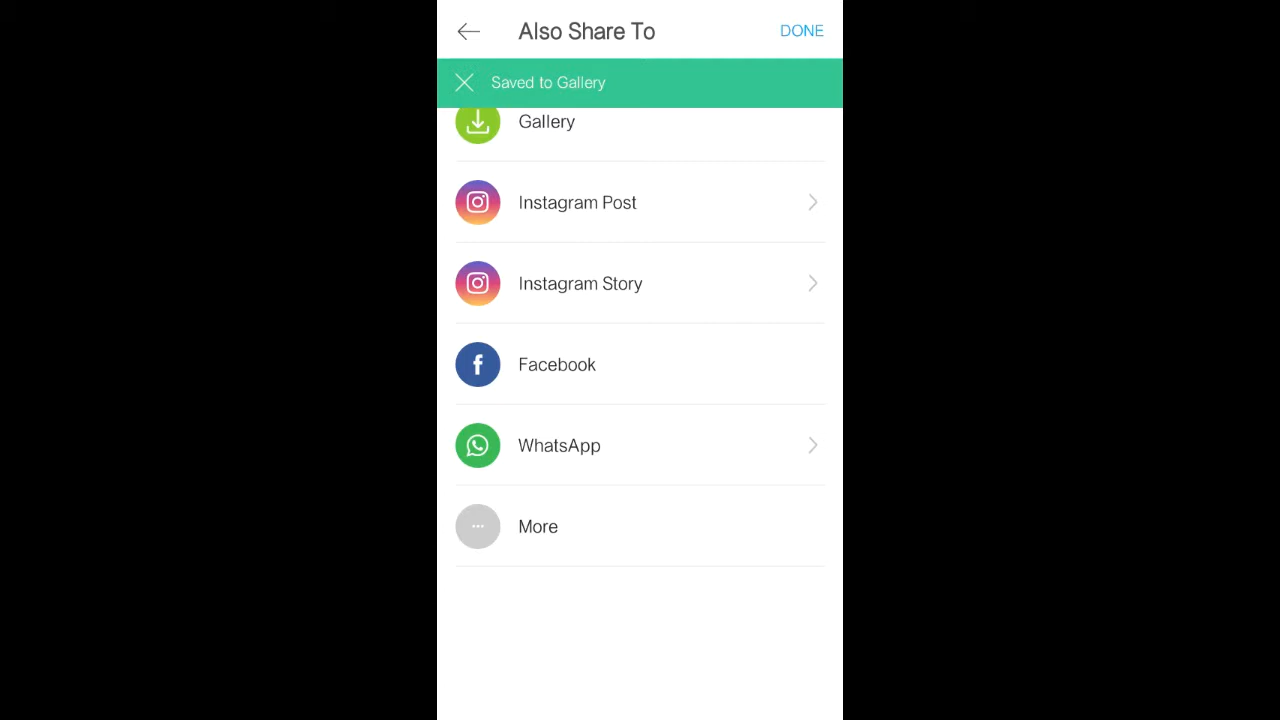 Also Share To
DONE
Saved to Gallery
Gallery
Instagram Post
Instagram Story
Facebook
WhatsApp
More